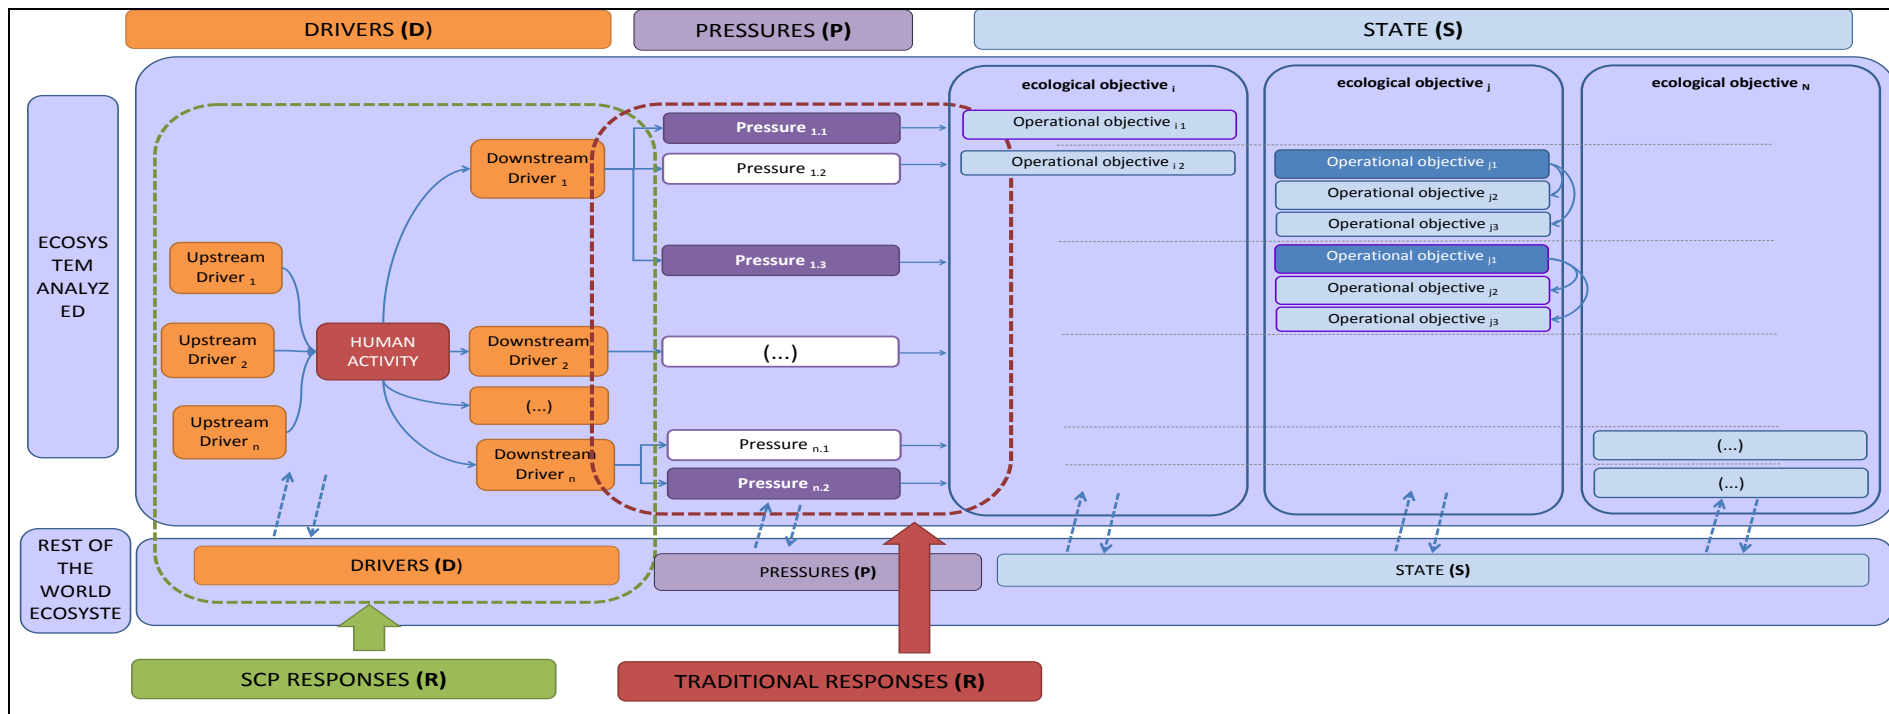 DRIVERS (D)
PRESSURES (P)
STATE (S)
ECOSYS
TEM
ANALYZ
ED
Upstream
Driver 1
Upstream
Driver 2
Upstream
Driver n
HUMAN
ACTIVITY
Downstream
Driver 1
Downstream
Driver 2
(...)
Downstream
Driver n
Pressure 1.1
Pressure 1.2
Pressure 1.3
(...)
Pressure n.1
Pressure n.2
ecological objective i
Operational objective i 1
Operational objective i 2
ecological objective j
Operational objective j1
Operational objective j2
Operational objective j3
Operational objective j1
Operational objective j2
Operational objective j3
ecological objective N
(...)
(...)
REST OF
THE
WORLD
ECOSYSTE
DRIVERS (D)
PRESSURES (P)
STATE (S)
SCP RESPONSES (R)
TRADITIONAL RESPONSES (R)